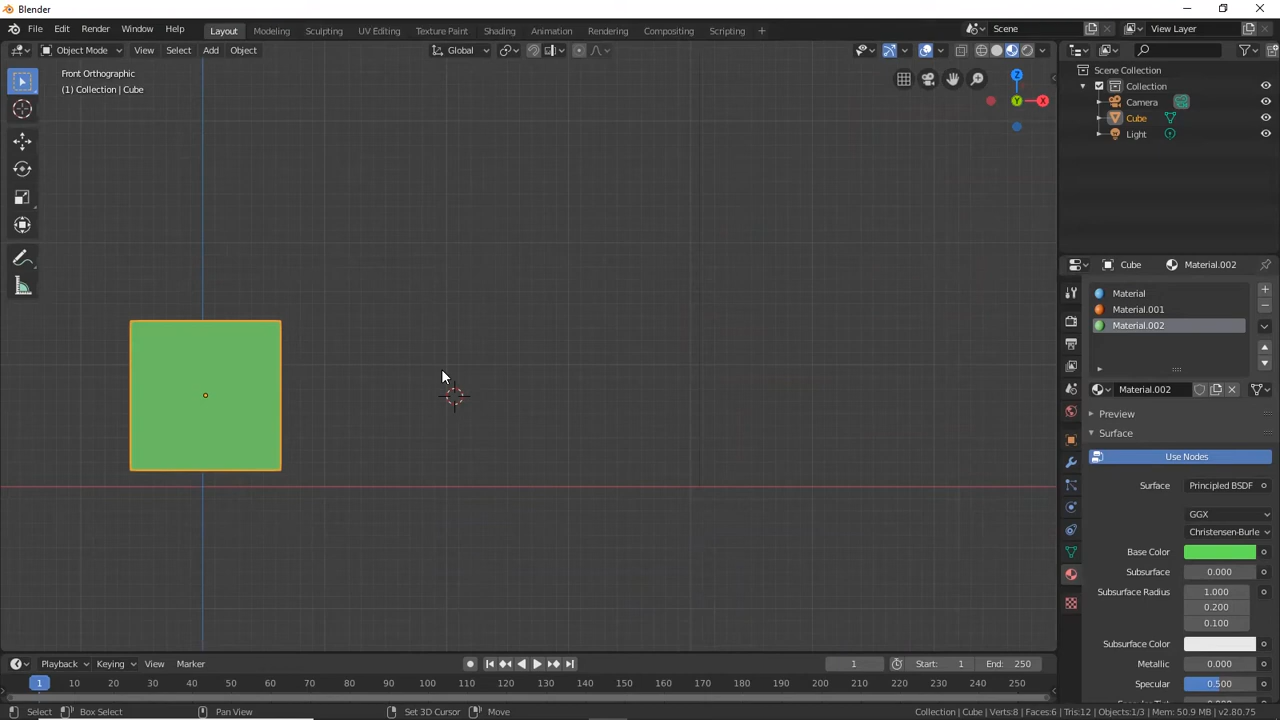 Blender
File Edit Render Window Help Layout Modeling Sculpting UV Editing Texture Paint Shading Animation Rendering Compositing Scripting + Scene View Layer
Object Mode View Select Add Object Global
Front Orthographic
(1) Collection | Cube
Z
Y
X
Scene Collection
Collection
Camera
Cube
Light
Cube Material.002
Material
Material.001
Material.002
Material.002
Preview
Surface
Use Nodes
Surface Principled BSDF
GGX
Christensen-Burle
Base Color
Subsurface 0.000
Subsurface Radius 1.000
0.200
0.100
Subsurface Color
Metallic 0.000
Specular 0.500
Playback Keying View Marker 1 Start: 1 End: 250
1 10 20 30 40 50 60 70 80 90 100 110 120 130 140 150 160 170 180 190 200 210 220 230 240 250
Select Box Select Pan View Set 3D Cursor Move Collection | Cube | Verts:8 | Faces:6 | Tris:12 | Objects:1/3 | Mem: 50.9 MB | v2.80.75